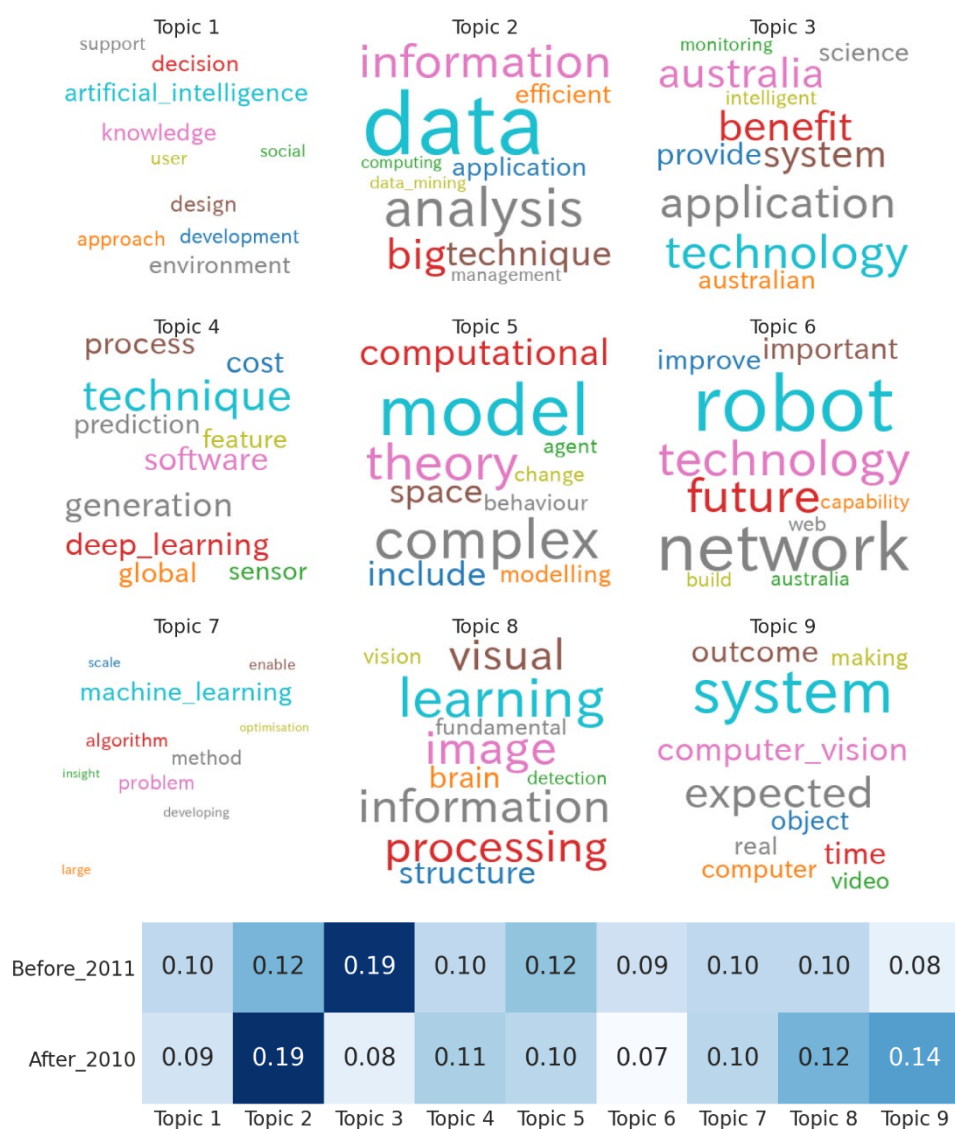 Topic 1
support
decision
artificial_intelligence
knowledge
user
social
design
approach development
environment
Topic 2
information
efficient
data
computing application
data_mining
analysis
big technique
management
Topic 3
monitoring science
australia
intelligent
benefit
provide system
application
technology
australian
Topic 4
process
cost
technique
prediction
feature
software
generation
deep_learning
global sensor
Topic 5
computational
model
agent
theory
change
space behaviour
complex
include modelling
Topic 6
improve important
robot
technology
future capability
web
network
build australia
Topic 7
scale enable
machine_learning
optimisation
algorithm
method
insight problem
developing
large
Topic 8
vision visual
learning
fundamental
image
brain detection
information
processing
structure
Topic 9
outcome making
system
computer_vision
expected
object
real time
computer
video
Before_2011 0.10 0.12 0.19 0.10 0.12 0.09 0.10 0.10 0.08
After_2010 0.09 0.19 0.08 0.11 0.10 0.07 0.10 0.12 0.14
Topic 1 Topic 2 Topic 3 Topic 4 Topic 5 Topic 6 Topic 7 Topic 8 Topic 9